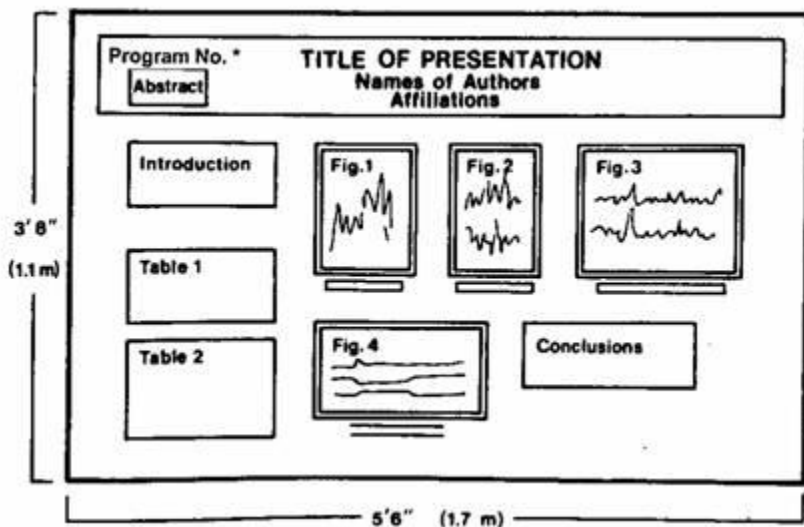 Program No. *
TITLE OF PRESENTATION
Abstract
Names of Authors
Affiliations
Introduction
Fig.1
Fig.2
Fig.3
3'8"
(1.1 m)
Table 1
Table 2
Fig.4
Conclusions
5'6" (1.7 m)